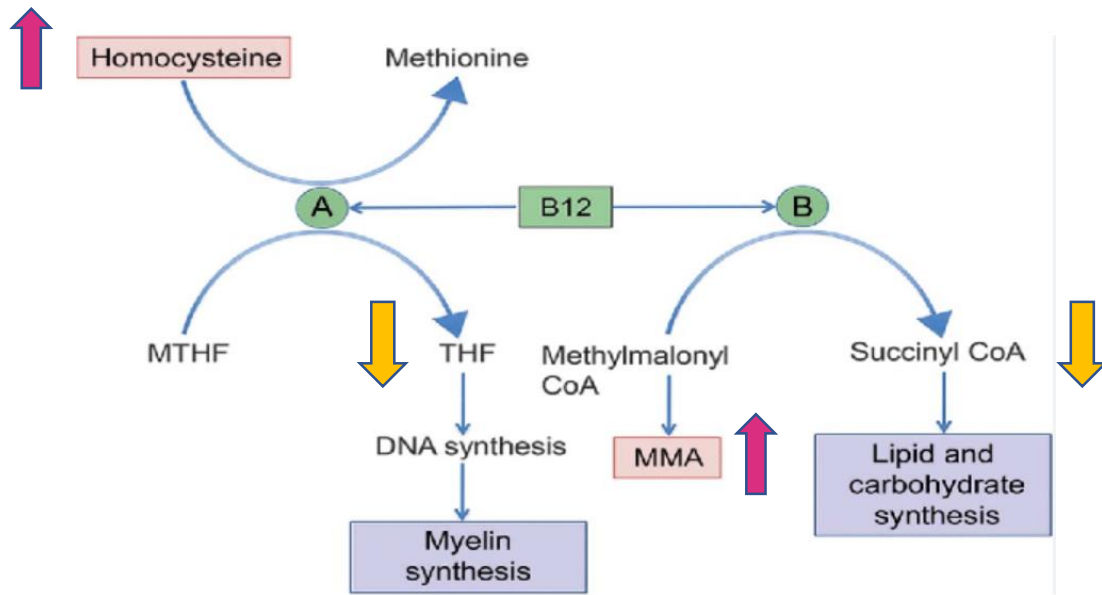 Homocysteine
Methionine
A
B12
B
MTHF
THF
Methylmalonyl
CoA
Succinyl CoA
DNA synthesis
MMA
Lipid and
carbohydrate
synthesis
Myelin
synthesis